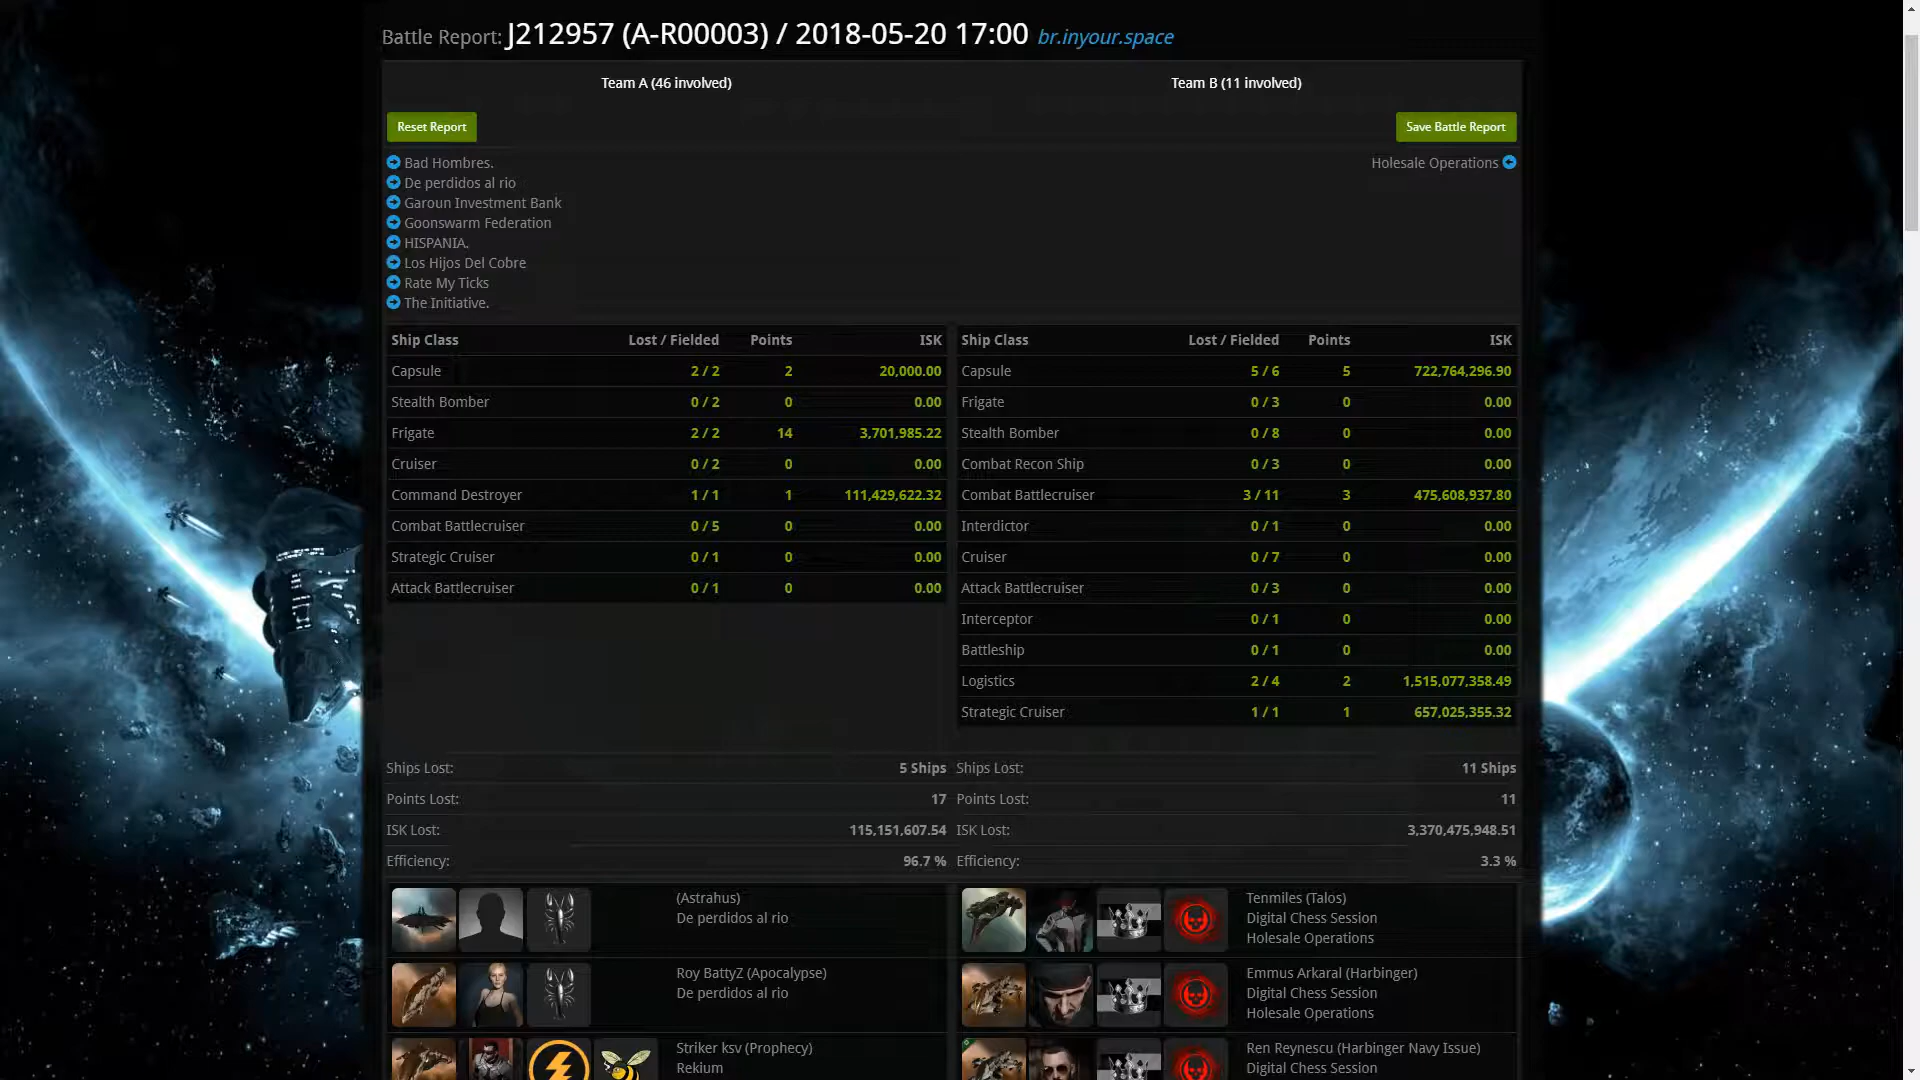 Battle Report: J212957 (A-R00003) / 2018-05-20 17:00 br.inyour.space
Team A (46 involved)
Team B (11 involved)
Reset Report
Save Battle Report
Bad Hombres.
De perdidos al rio
Garoun Investment Bank
Goonswarm Federation
HISPANIA.
Los Hijos Del Cobre
Rate My Ticks
The Initiative.
Holesale Operations
Ship Class Lost / Fielded Points ISK
Capsule 2 / 2 2 20,000.00
Stealth Bomber 0 / 2 0 0.00
Frigate 2 / 2 14 3,701,985.22
Cruiser 0 / 2 0 0.00
Command Destroyer 1 / 1 1 111,429,622.32
Combat Battlecruiser 0 / 5 0 0.00
Strategic Cruiser 0 / 1 0 0.00
Attack Battlecruiser 0 / 1 0 0.00
Ship Class Lost / Fielded Points ISK
Capsule 5 / 6 5 722,764,296.90
Frigate 0 / 3 0 0.00
Stealth Bomber 0 / 8 0 0.00
Combat Recon Ship 0 / 3 0 0.00
Combat Battlecruiser 3 / 11 3 475,608,937.80
Interdictor 0 / 1 0 0.00
Cruiser 0 / 7 0 0.00
Attack Battlecruiser 0 / 3 0 0.00
Interceptor 0 / 1 0 0.00
Battleship 0 / 1 0 0.00
Logistics 2 / 4 2 1,515,077,358.49
Strategic Cruiser 1 / 1 1 657,025,355.32
Ships Lost: 5 Ships
Points Lost: 17
ISK Lost: 115,151,607.54
Efficiency: 96.7 %
Ships Lost: 11 Ships
Points Lost: 11
ISK Lost: 3,370,475,948.51
Efficiency: 3.3 %
(Astrahus)
De perdidos al rio
Roy BattyZ (Apocalypse)
De perdidos al rio
Striker ksv (Prophecy)
Rekium
Tenmiles (Talos)
Digital Chess Session
Holesale Operations
Emmus Arkaral (Harbinger)
Digital Chess Session
Holesale Operations
Ren Reynescu (Harbinger Navy Issue)
Digital Chess Session